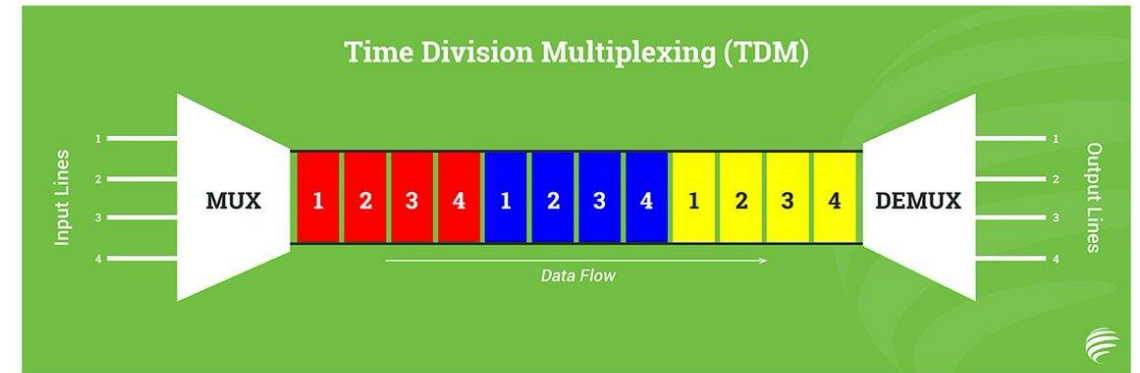 Time Division Multiplexing (TDM)
Input Lines
1
2
3
4
MUX
1 2 3 4 1 2 3 4 1 2 3 4
DEMUX
1
2
3
4
Output Lines
Data Flow